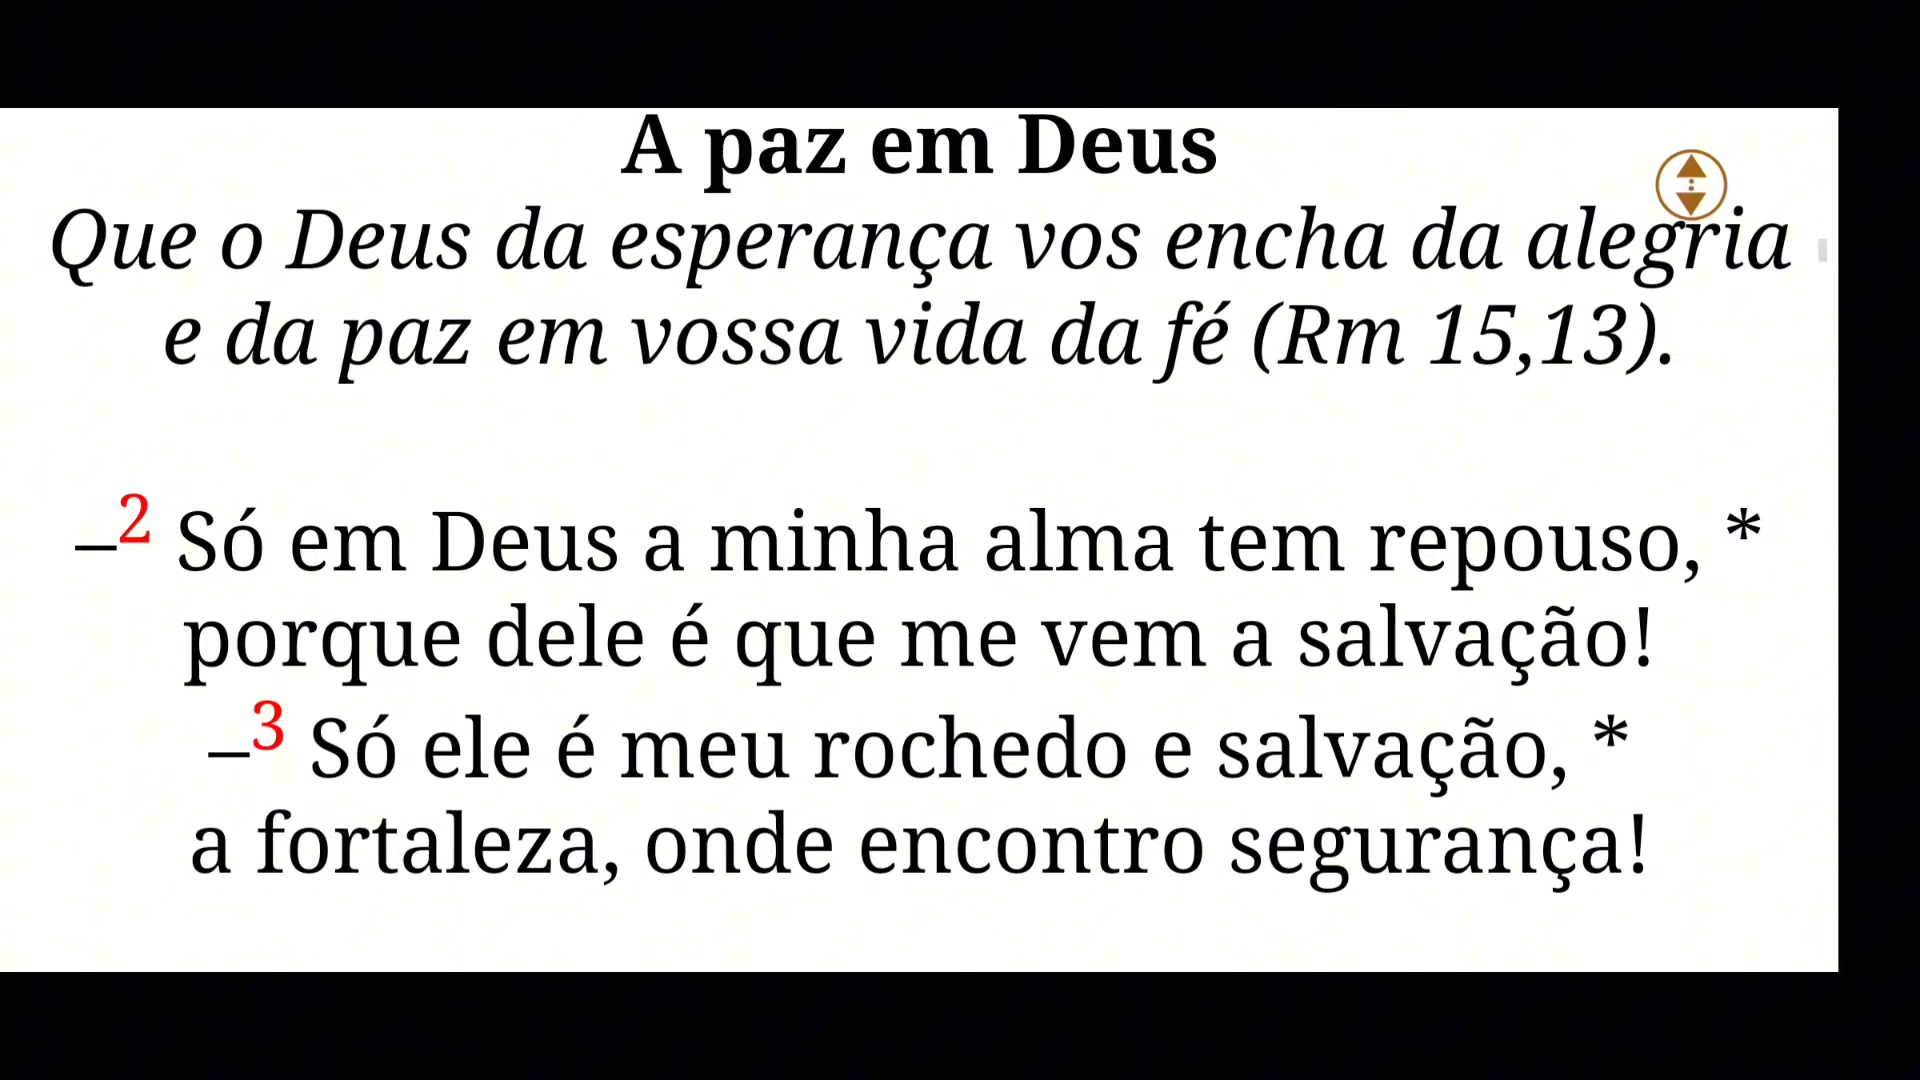 A paz em Deus
Que o Deus da esperança vos encha da alegria
e da paz em vossa vida da fé (Rm 15,13).
–2 Só em Deus a minha alma tem repouso, *
porque dele é que me vem a salvação!
–3 Só ele é meu rochedo e salvação, *
a fortaleza, onde encontro segurança!